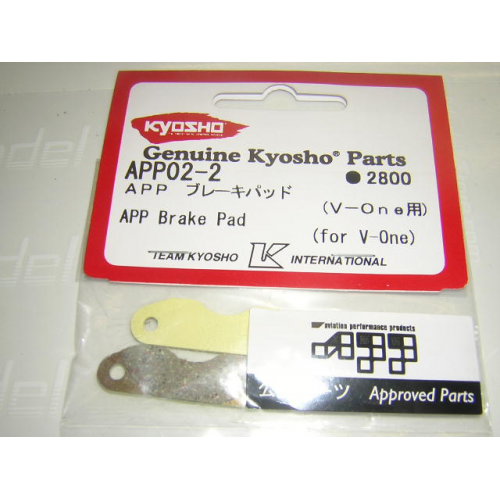 KYOSHO
Genuine Kyosho® Parts
APP02-2 ●2800
APP ブレーキパッド (V-One用)
APP Brake Pad (for V-One)
TEAM KYOSHO K INTERNATIONAL
aviation performance products
APP
Approved Parts